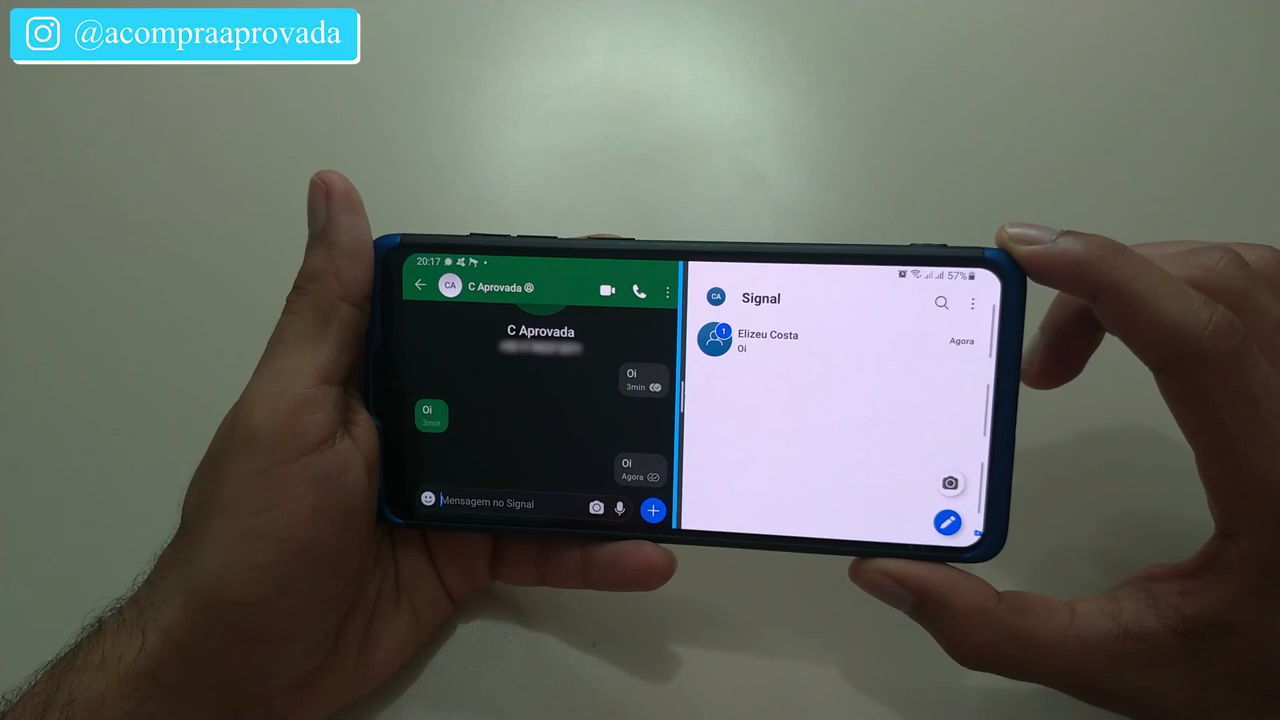 @acompraaprovada
20:17
57%
CA
C Aprovada
C Aprovada
Oi
3min
Oi
3min
Oi
Agora
Mensagem no Signal
CA
Signal
1
Elizeu Costa
Oi
Agora